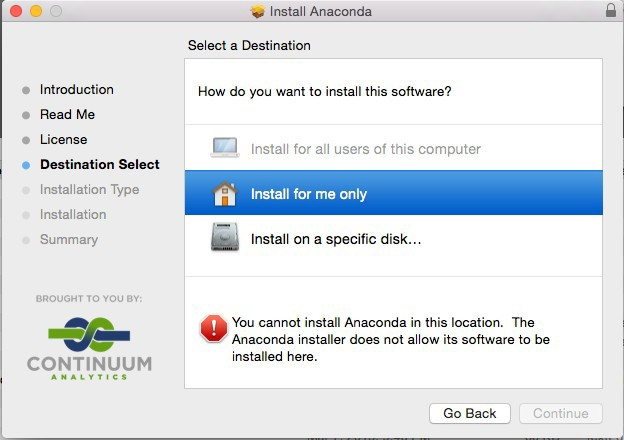 Install Anaconda
Select a Destination
Introduction
Read Me
License
Destination Select
Installation Type
Installation
Summary
How do you want to install this software?
Install for all users of this computer
Install for me only
Install on a specific disk...
You cannot install Anaconda in this location. The
Anaconda installer does not allow its software to be
installed here.
BROUGHT TO YOU BY:
CONTINUUM
ANALYTICS
Go Back
Continue